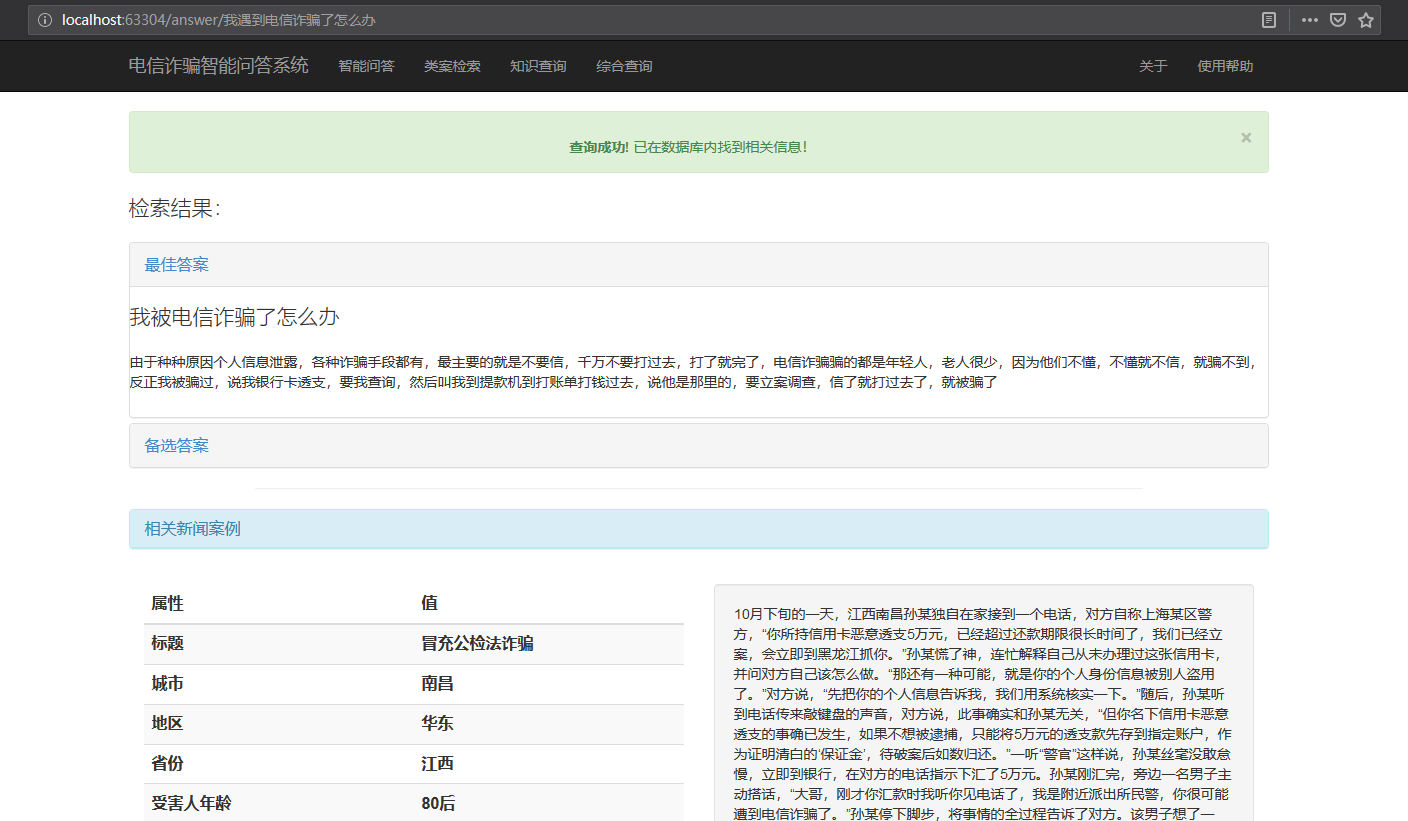 localhost:63304/answer/我遇到电信诈骗了怎么办
电信诈骗智能问答系统 智能问答 类案检索 知识查询 综合查询 关于 使用帮助
查询成功! 已在数据库内找到相关信息！ ×
检索结果：
最佳答案
我被电信诈骗了怎么办
由于种种原因个人信息泄露，各种诈骗手段都有，最主要的就是不要信，千万不要打过去，打了就完了，电信诈骗骗的都是年轻人，老人很少，因为他们不懂，不懂就不信，就骗不到，
反正我被骗过，说我银行卡透支，要我查询，然后叫我到提款机到打账单打钱过去，说他是那里的，要立案调查，信了就打过去了，就被骗了
备选答案
相关新闻案例
属性 值
标题 冒充公检法诈骗
城市 南昌
地区 华东
省份 江西
受害人年龄 80后
10月下旬的一天，江西南昌孙某独自在家接到一个电话，对方自称上海某区警
方，“你所持信用卡恶意透支5万元，已经超过还款期限很长时间了，我们已经立
案，会立即到黑龙江抓你。”孙某慌了神，连忙解释自己从未办理过这张信用卡，
并问对方自己该怎么做。“那还有一种可能，就是你的个人身份信息被别人盗用
了。”对方说，“先把你的个人信息告诉我，我们用系统核实一下。”随后，孙某听
到电话传来敲键盘的声音，对方说，此事确实和孙某无关，“但你名下信用卡恶意
透支的事确已发生，如果不想被逮捕，只能将5万元的透支款先存到指定账户，作
为证明清白的‘保证金’，待破案后如数归还。”一听“警官”这样说，孙某丝毫没敢怠
慢，立即到银行，在对方的电话指示下汇了5万元。孙某刚汇完，旁边一名男子主
动搭话，“大哥，刚才你汇款时我听你见电话了，我是附近派出所民警，你很可能
遭到电信诈骗了。”孙某停下脚步，将事情的全过程告诉了对方。该男子想了一